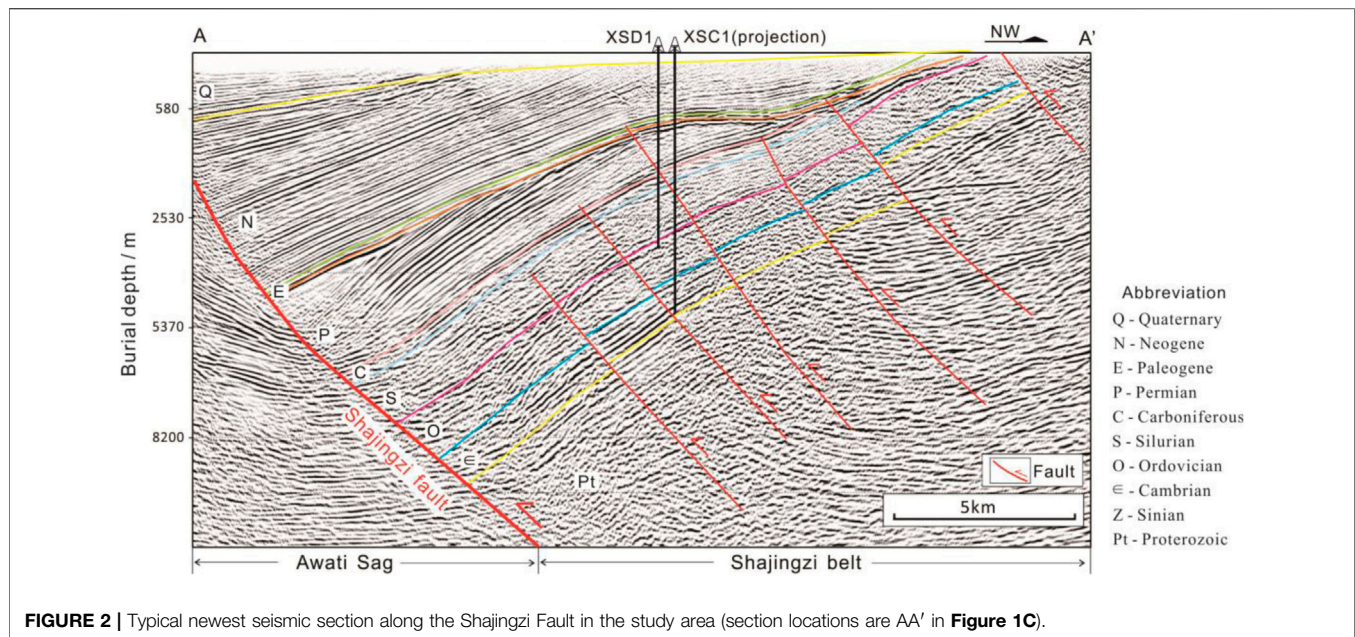 A
XSD1
XSC1(projection)
NW
A'
Q
580
N
2530
Burial depth / m
E
P
5370
C
S
8200
O
∈
Pt
Shajingzi fault
Fault
5km
Awati Sag
Shajingzi belt
Abbreviation
Q - Quaternary
N - Neogene
E - Paleogene
P - Permian
C - Carboniferous
S - Silurian
O - Ordovician
∈ - Cambrian
Z - Sinian
Pt - Proterozoic
FIGURE 2 | Typical newest seismic section along the Shajingzi Fault in the study area (section locations are AA′ in Figure 1C).